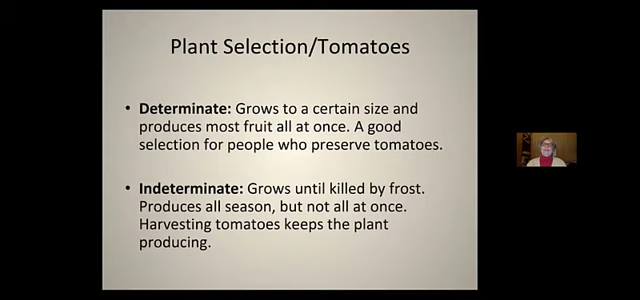 Plant Selection/Tomatoes
• Determinate: Grows to a certain size and
produces most fruit all at once. A good
selection for people who preserve tomatoes.
• Indeterminate: Grows until killed by frost.
Produces all season, but not all at once.
Harvesting tomatoes keeps the plant
producing.